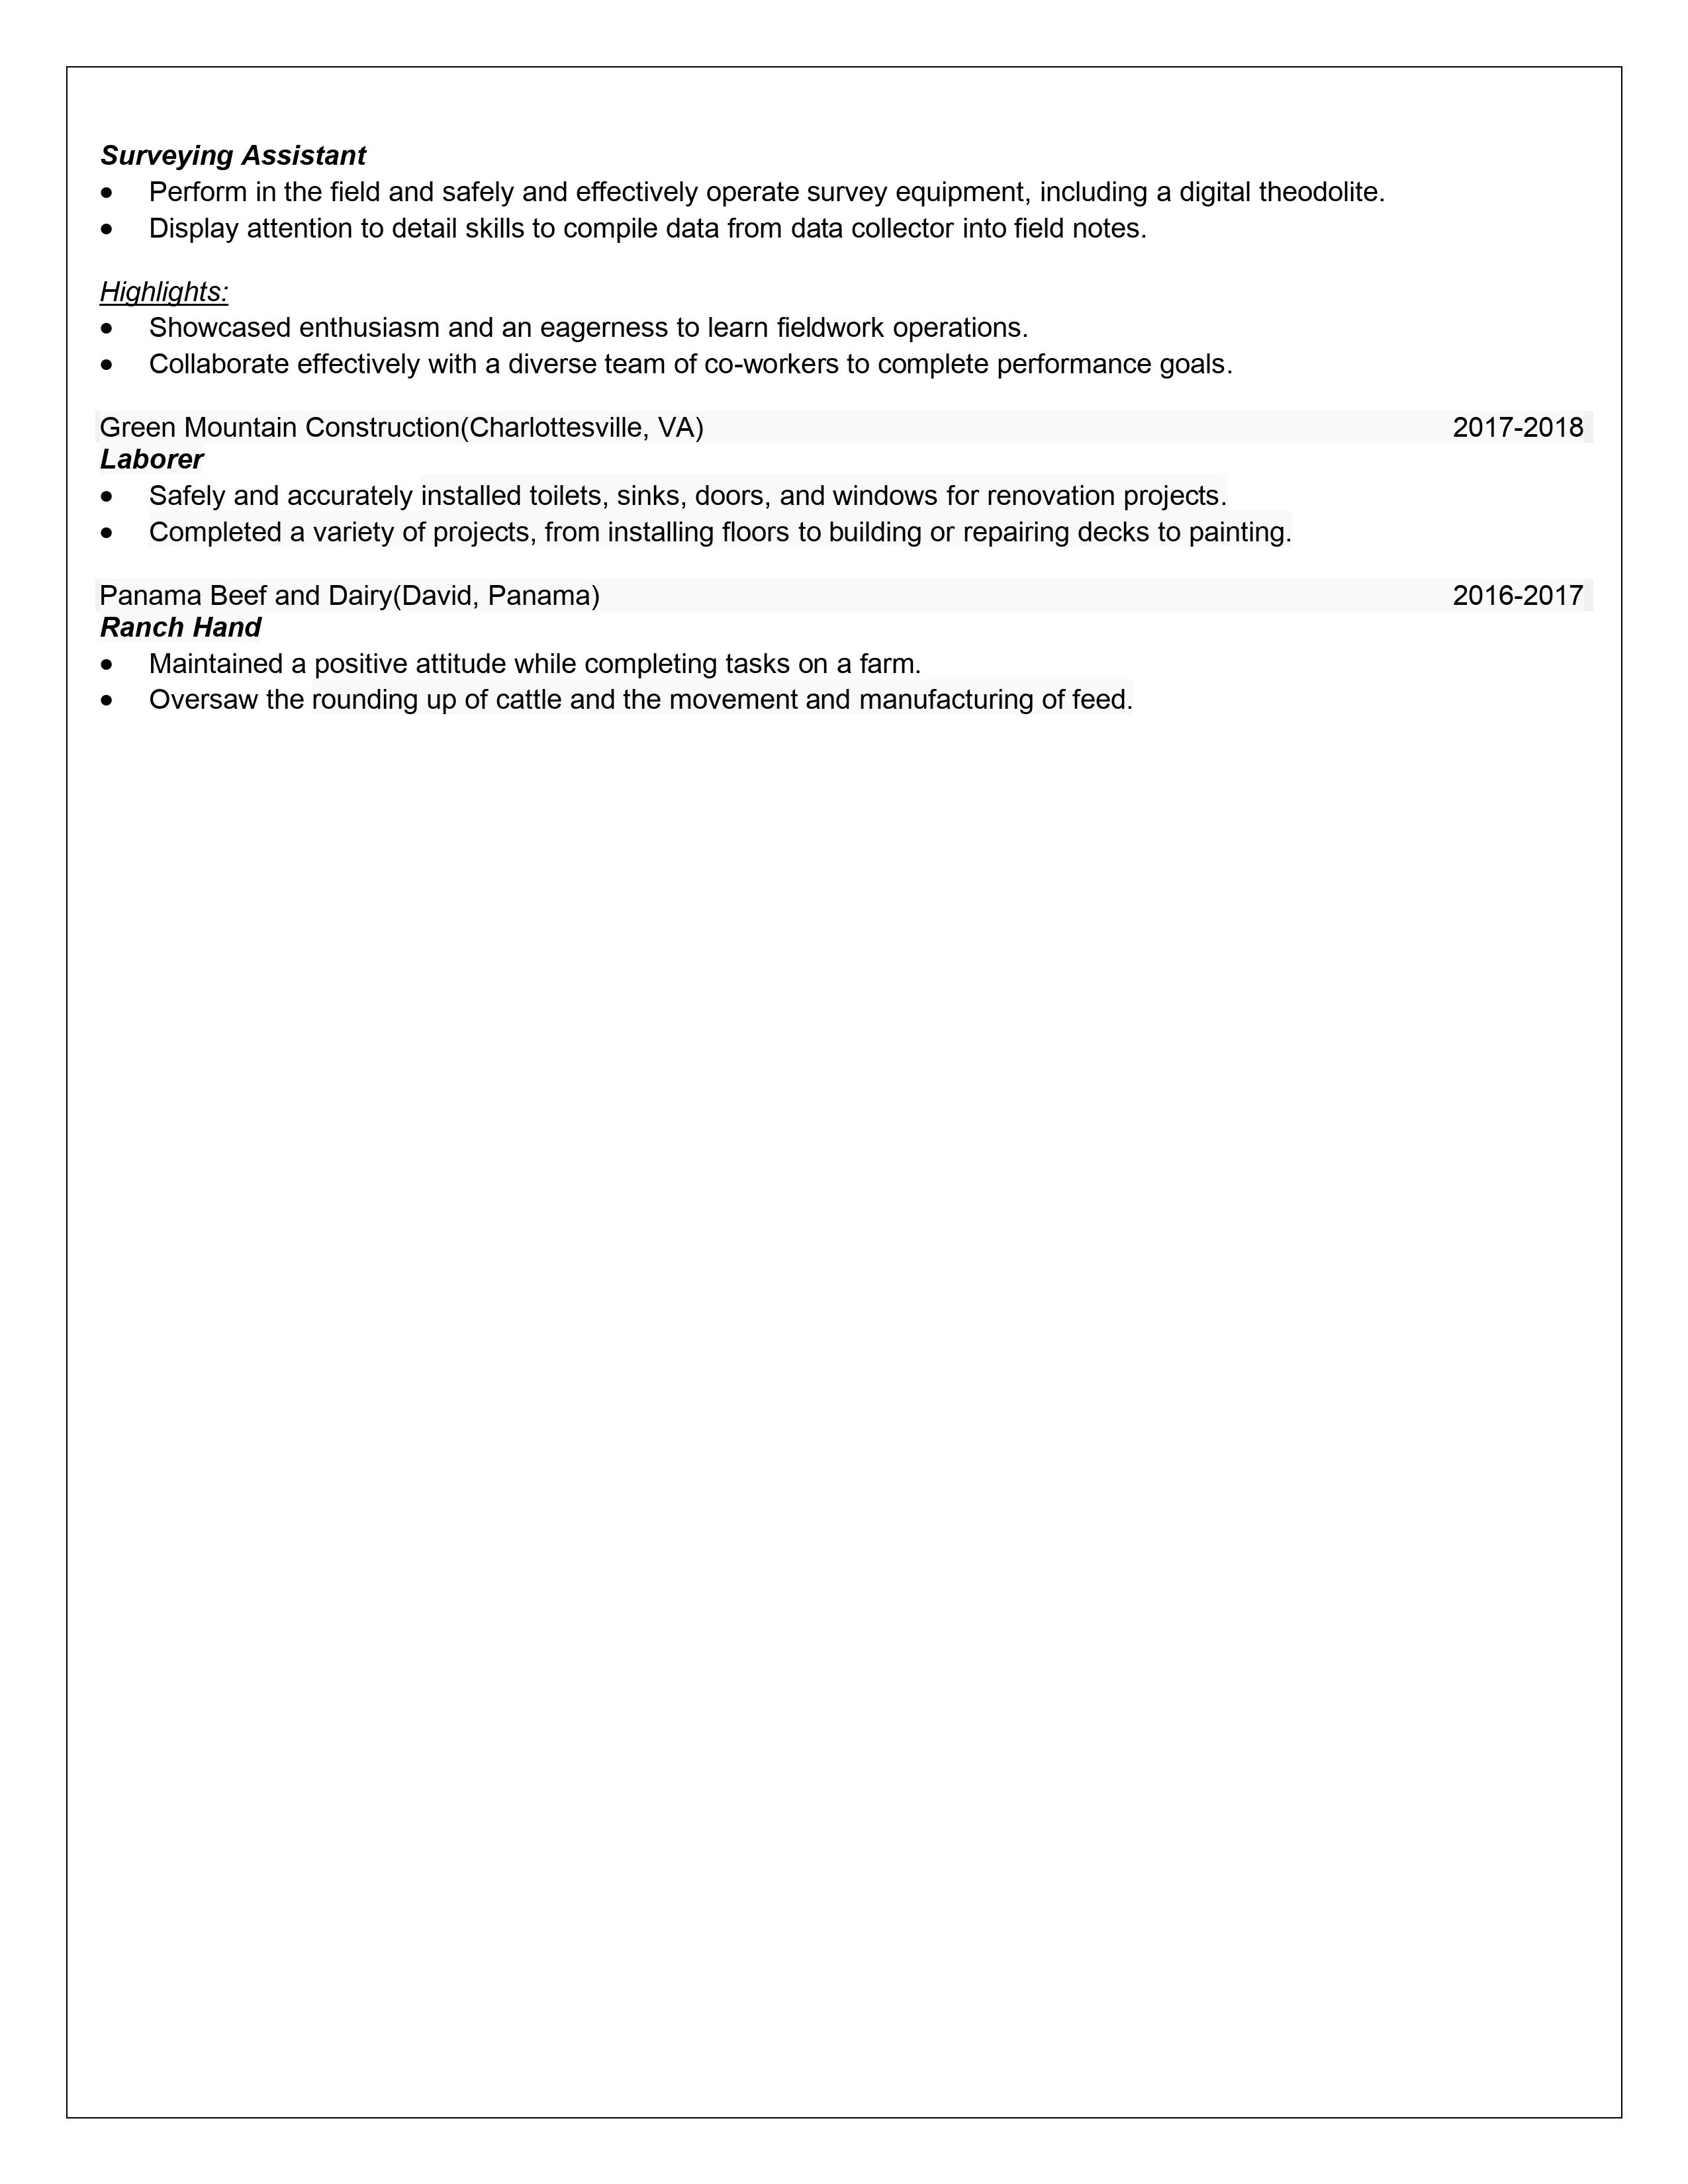 Surveying Assistant
• Perform in the field and safely and effectively operate survey equipment, including a digital theodolite.
• Display attention to detail skills to compile data from data collector into field notes.
Highlights:
• Showcased enthusiasm and an eagerness to learn fieldwork operations.
• Collaborate effectively with a diverse team of co-workers to complete performance goals.
Green Mountain Construction(Charlottesville, VA) 2017-2018
Laborer
• Safely and accurately installed toilets, sinks, doors, and windows for renovation projects.
• Completed a variety of projects, from installing floors to building or repairing decks to painting.
Panama Beef and Dairy(David, Panama) 2016-2017
Ranch Hand
• Maintained a positive attitude while completing tasks on a farm.
• Oversaw the rounding up of cattle and the movement and manufacturing of feed.